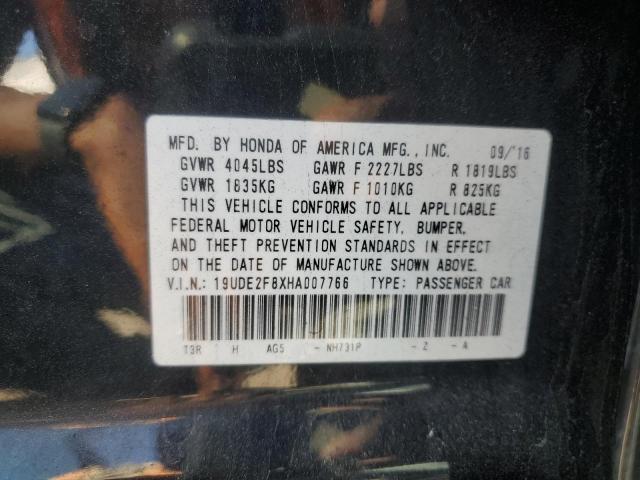 MFD. BY HONDA OF AMERICA MFG., INC. 09/'16
GVWR 4045LBS GAWR F 2227LBS R 1819LBS
GVWR 1835KG GAWR F 1010KG R 825KG
THIS VEHICLE CONFORMS TO ALL APPLICABLE
FEDERAL MOTOR VEHICLE SAFETY, BUMPER,
AND THEFT PREVENTION STANDARDS IN EFFECT
ON THE DATE OF MANUFACTURE SHOWN ABOVE.
V.I.N.: 19UDE2F8XHA007766 TYPE: PASSENGER CAR
T3R H AG5 - NH731P - Z - A